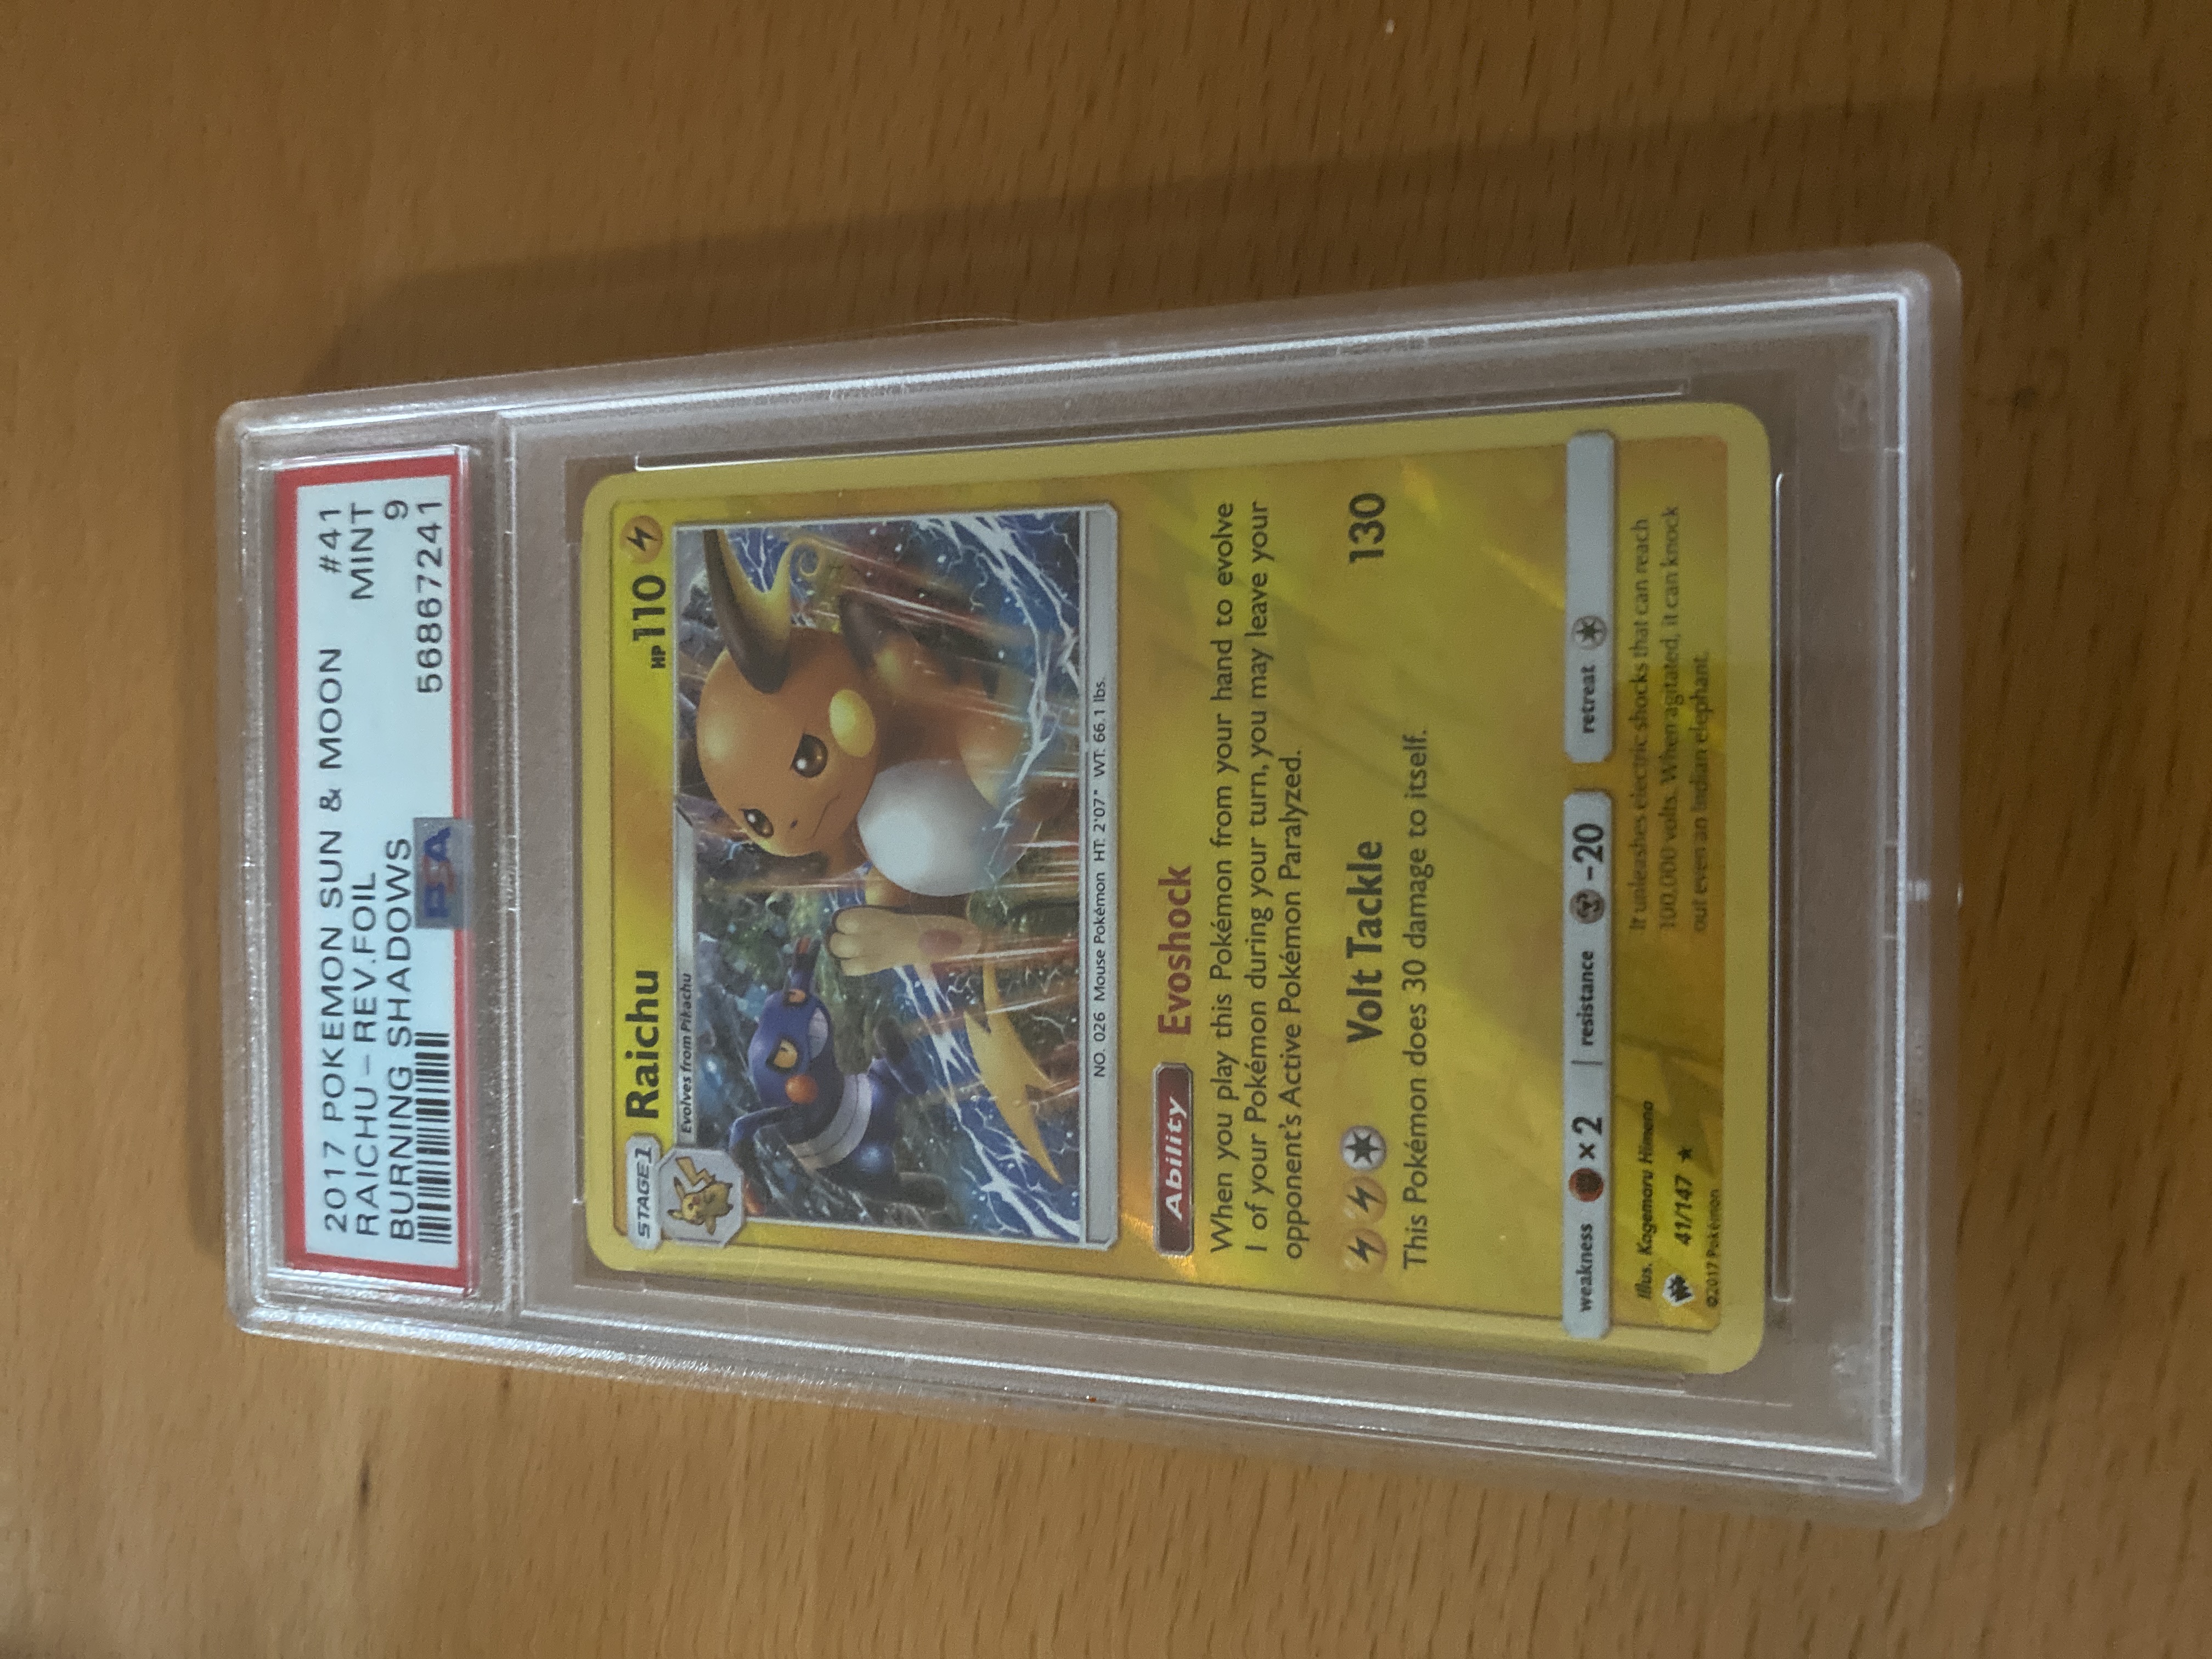 2017 POKEMON SUN & MOON #41
RAICHU-REV.FOIL MINT
BURNING SHADOWS 9
PSA 56867241
STAGE1 Raichu HP110
Evolves from Pikachu
NO. 026 Mouse Pokémon HT: 2'07" WT: 66.1 lbs.
Ability Evoshock
When you play this Pokémon from your hand to evolve
1 of your Pokémon during your turn, you may leave your
opponent's Active Pokémon Paralyzed.
Volt Tackle 130
This Pokémon does 30 damage to itself.
weakness ×2 resistance -20 retreat
Illus. Kagemaru Himeno
41/147 ★
©2017 Pokémon
It unleashes electric shocks that can reach
100,000 volts. When agitated, it can knock
out even an Indian elephant.